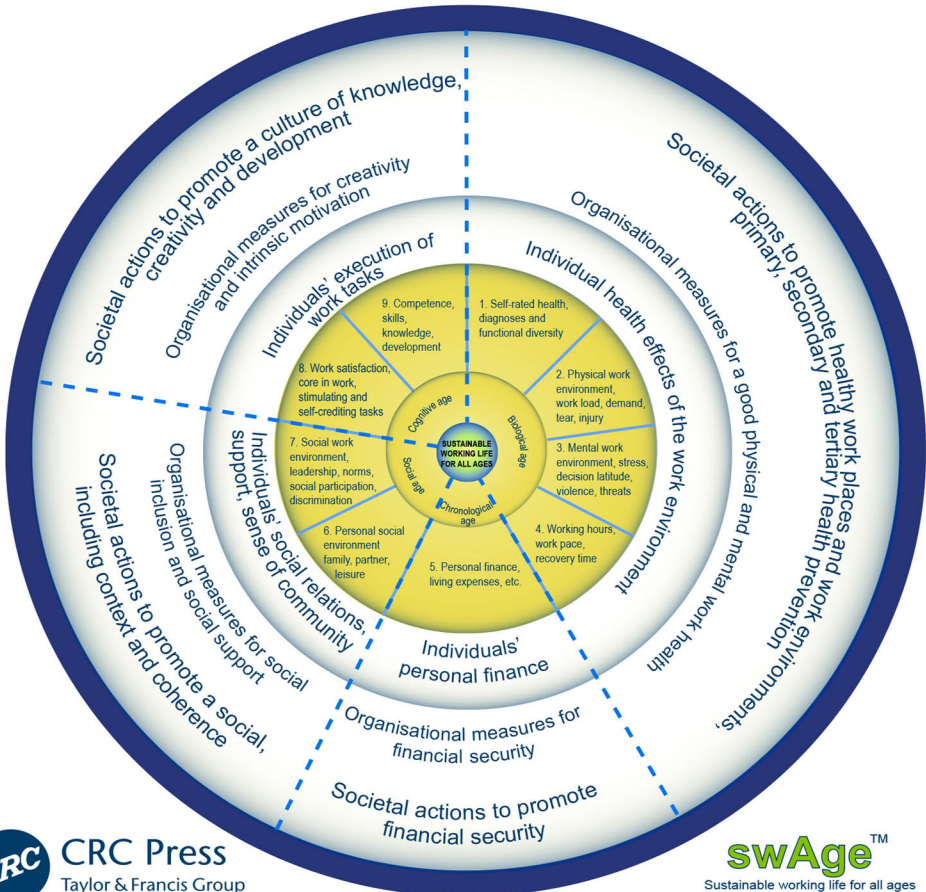 Societal actions to promote a culture of knowledge,
creativity and development
Organisational measures for creativity
and intrinsic motivation
Individuals' execution of
work tasks
Societal actions to promote healthy work places and work environments,
primary, secondary and tertiary health prevention
Organisational measures for a good physical and mental work health
Individual health effects of the work environment
9. Competence,
skills,
knowledge,
development
1. Self-rated health,
diagnoses and
functional diversity
8. Work satisfaction,
core in work,
stimulating and
self-crediting tasks
2. Physical work
environment,
work load, demand,
tear, injury
7. Social work
environment,
leadership, norms,
social participation,
discrimination
3. Mental work
environment, stress,
decision latitude,
violence, threats
6. Personal social
environment
family, partner,
leisure
4. Working hours,
work pace,
recovery time
5. Personal finance,
living expenses, etc.
Cognitive age
Biological age
Social age
Chronological
age
SUSTAINABLE
WORKING LIFE
FOR ALL AGES
Individuals' social relations,
support, sense of community
Organisational measures for social
inclusion and social support
Societal actions to promote a social,
including context and coherence
Individuals'
personal finance
Organisational measures for
financial security
Societal actions to promote
financial security
CRC
CRC Press
Taylor & Francis Group
swAge™
Sustainable working life for all ages